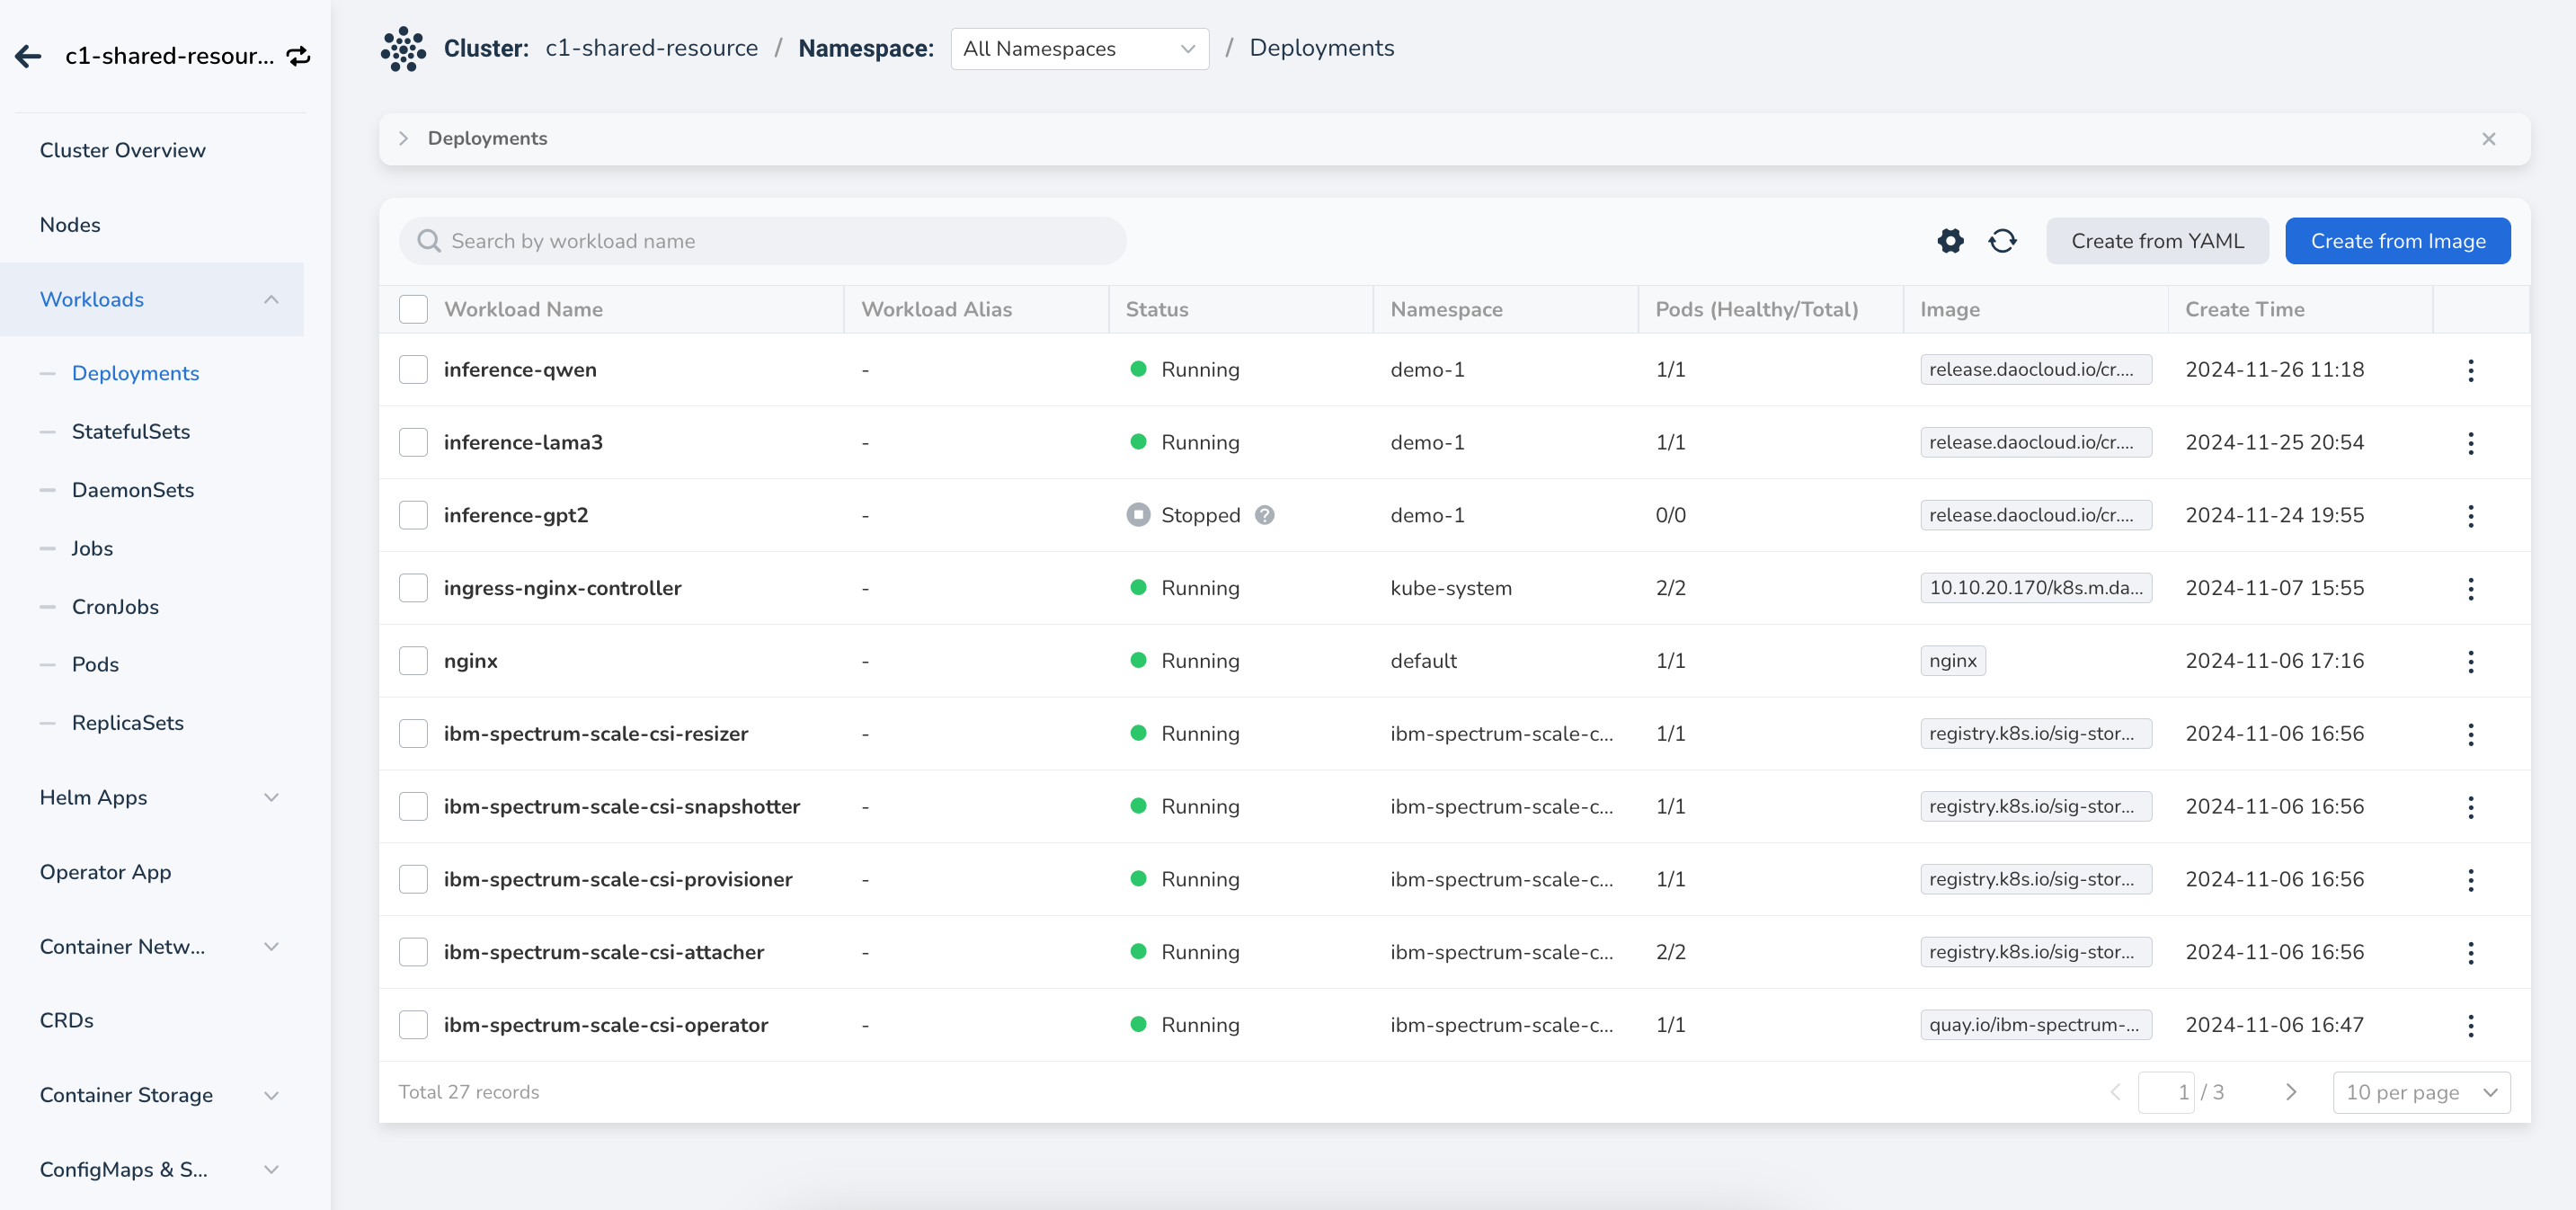 c1-shared-resour...
Cluster Overview
Nodes
Workloads
Deployments
StatefulSets
DaemonSets
Jobs
CronJobs
Pods
ReplicaSets
Helm Apps
Operator App
Container Netw...
CRDs
Container Storage
ConfigMaps & S...
Cluster: c1-shared-resource / Namespace: All Namespaces / Deployments
Deployments
Search by workload name
Create from YAML
Create from Image
Workload Name Workload Alias Status Namespace Pods (Healthy/Total) Image Create Time
inference-qwen - Running demo-1 1/1 release.daocloud.io/cr.... 2024-11-26 11:18
inference-lama3 - Running demo-1 1/1 release.daocloud.io/cr.... 2024-11-25 20:54
inference-gpt2 - Stopped ? demo-1 0/0 release.daocloud.io/cr.... 2024-11-24 19:55
ingress-nginx-controller - Running kube-system 2/2 10.10.20.170/k8s.m.da... 2024-11-07 15:55
nginx - Running default 1/1 nginx 2024-11-06 17:16
ibm-spectrum-scale-csi-resizer - Running ibm-spectrum-scale-c... 1/1 registry.k8s.io/sig-stor... 2024-11-06 16:56
ibm-spectrum-scale-csi-snapshotter - Running ibm-spectrum-scale-c... 1/1 registry.k8s.io/sig-stor... 2024-11-06 16:56
ibm-spectrum-scale-csi-provisioner - Running ibm-spectrum-scale-c... 1/1 registry.k8s.io/sig-stor... 2024-11-06 16:56
ibm-spectrum-scale-csi-attacher - Running ibm-spectrum-scale-c... 2/2 registry.k8s.io/sig-stor... 2024-11-06 16:56
ibm-spectrum-scale-csi-operator - Running ibm-spectrum-scale-c... 1/1 quay.io/ibm-spectrum-... 2024-11-06 16:47
Total 27 records
1 / 3
10 per page